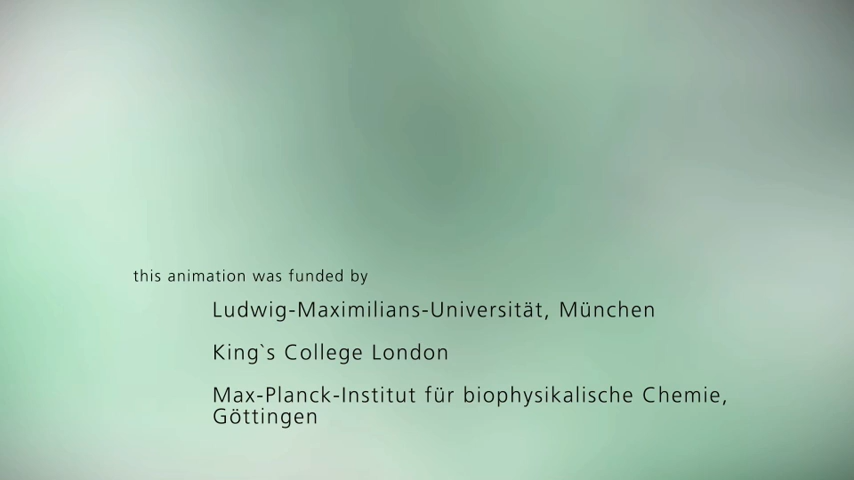 this animation was funded by
Ludwig-Maximilians-Universität, München
King`s College London
Max-Planck-Institut für biophysikalische Chemie,
Göttingen